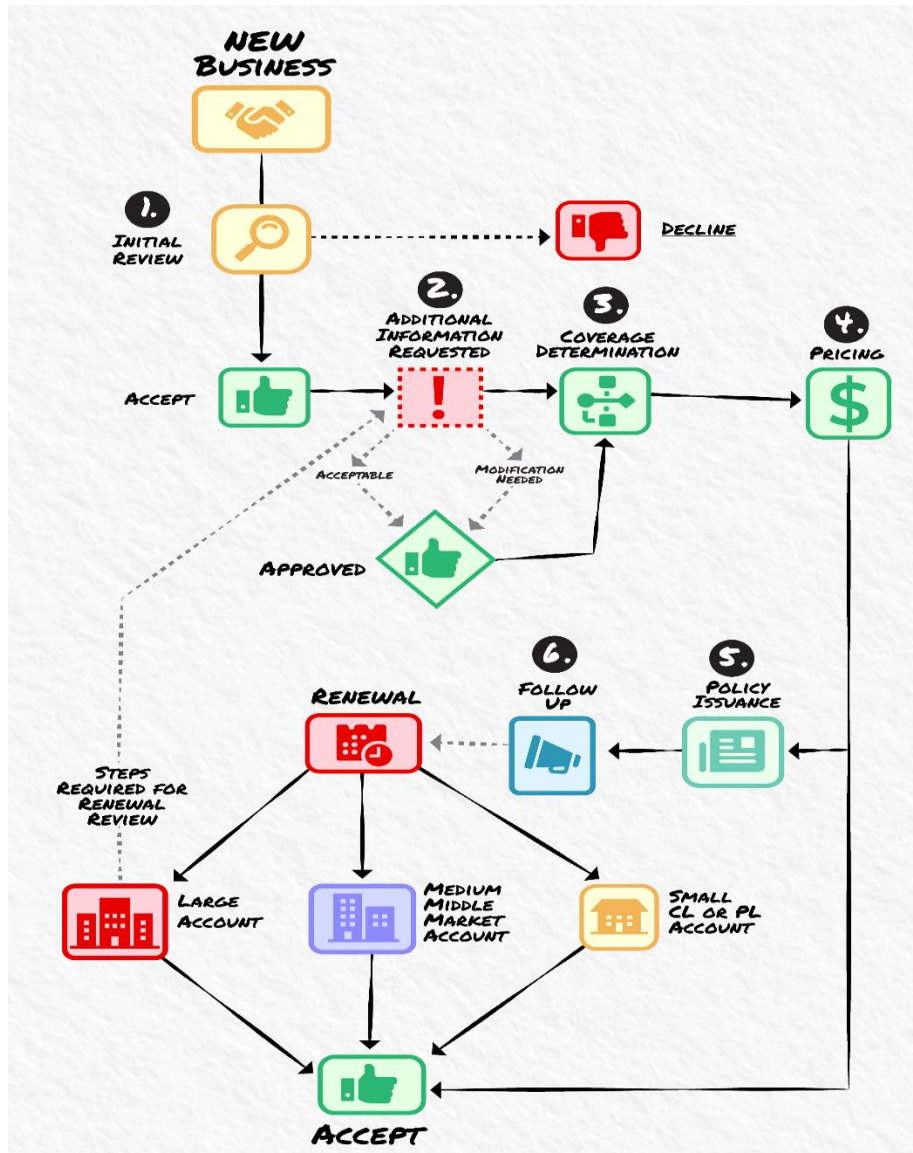 NEW
BUSINESS
1.
INITIAL
REVIEW
DECLINE
2.
ADDITIONAL
INFORMATION
REQUESTED
3.
COVERAGE
DETERMINATION
4.
PRICING
ACCEPT
!
$
ACCEPTABLE
MODIFICATION
NEEDED
APPROVED
6.
FOLLOW
UP
5.
POLICY
ISSUANCE
RENEWAL
STEPS
REQUIRED FOR
RENEWAL
REVIEW
LARGE
ACCOUNT
MEDIUM
MIDDLE
MARKET
ACCOUNT
SMALL
CL OR PL
ACCOUNT
ACCEPT